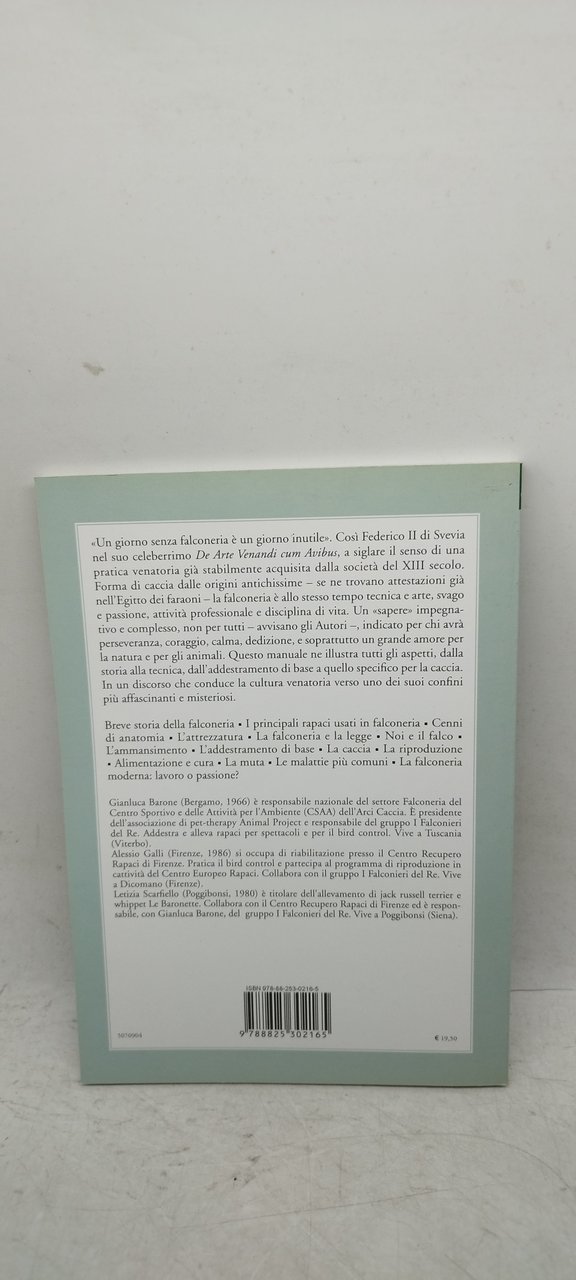 «Un giorno senza falconeria è un giorno inutile». Così Federico II di Svevia
nel suo celeberrimo De Arte Venandi cum Avibus, a siglare il senso di una
pratica venatoria già stabilmente acquisita dalla società del XIII secolo.
Forma di caccia dalle origini antichissime – se ne trovano attestazioni già
nell'Egitto dei faraoni – la falconeria è allo stesso tempo tecnica e arte, svago
e passione, attività professionale e disciplina di vita. Un «sapere» impegna-
tivo e complesso, non per tutti – avvisano gli Autori –, indicato per chi avrà
perseveranza, coraggio, calma, dedizione, e soprattutto un grande amore per
la natura e per gli animali. Questo manuale ne illustra tutti gli aspetti, dalla
storia alla tecnica, dall'addestramento di base a quello specifico per la caccia.
In un discorso che conduce la cultura venatoria verso uno dei suoi confini
più affascinanti e misteriosi.
Breve storia della falconeria ▪ I principali rapaci usati in falconeria ▪ Cenni
di anatomia ▪ L'attrezzatura ▪ La falconeria e la legge ▪ Noi e il falco ▪
L'ammansimento ▪ L'addestramento di base ▪ La caccia ▪ La riproduzione
▪ Alimentazione e cura ▪ La muta ▪ Le malattie più comuni ▪ La falconeria
moderna: lavoro o passione?
Gianluca Barone (Bergamo, 1966) è responsabile nazionale del settore Falconeria del
Centro Sportivo e delle Attività per l'Ambiente (CSAA) dell'Arci Caccia. È presidente
dell'associazione di pet-therapy Animal Project e responsabile del gruppo I Falconieri
del Re. Addestra e alleva rapaci per spettacoli e per il bird control. Vive a Tuscania
(Viterbo).
Alessio Galli (Firenze, 1986) si occupa di riabilitazione presso il Centro Recupero
Rapaci di Firenze. Pratica il bird control e partecipa al programma di riproduzione in
cattività del Centro Europeo Rapaci. Collabora con il gruppo I Falconieri del Re. Vive
a Dicomano (Firenze).
Letizia Scarfiello (Poggibonsi, 1980) è titolare dell'allevamento di jack russell terrier e
whippet Le Baronette. Collabora con il Centro Recupero Rapaci di Firenze ed è respon-
sabile, con Gianluca Barone, del gruppo I Falconieri del Re. Vive a Poggibonsi (Siena).
ISBN 978-88-253-0216-5
9 788825 302165
5070904
€ 19,50